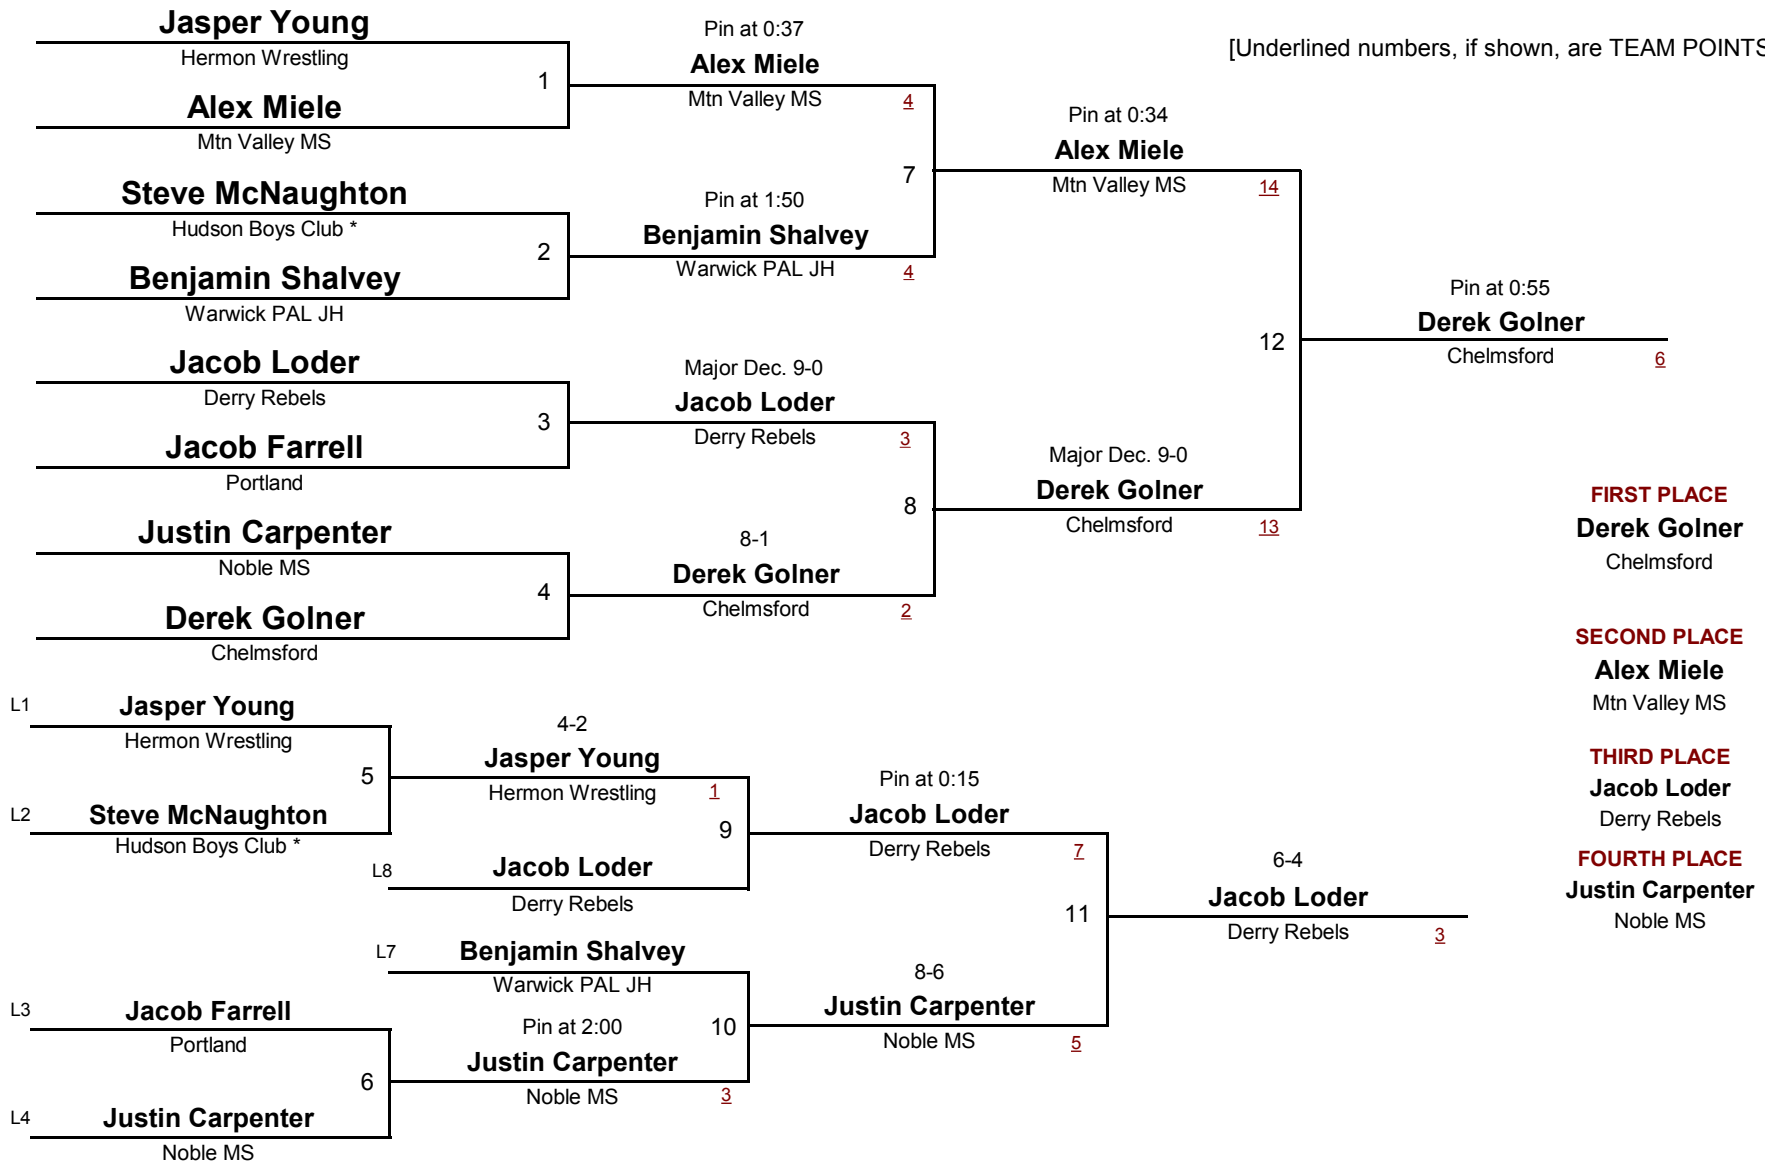 Jasper Young
Hermon Wrestling
1
Alex Miele
Mtn Valley MS
Steve McNaughton
Hudson Boys Club *
2
Benjamin Shalvey
Warwick PAL JH
Jacob Loder
Derry Rebels
3
Jacob Farrell
Portland
Justin Carpenter
Noble MS
4
Derek Golner
Chelmsford
Pin at 0:37
Alex Miele
Mtn Valley MS 4
7
Pin at 1:50
Benjamin Shalvey
Warwick PAL JH 4
Major Dec. 9-0
Jacob Loder
Derry Rebels 3
8
8-1
Derek Golner
Chelmsford 2
[Underlined numbers, if shown, are TEAM POINTS
Pin at 0:34
Alex Miele
Mtn Valley MS 14
12
Major Dec. 9-0
Derek Golner
Chelmsford 13
Pin at 0:55
Derek Golner
Chelmsford 6
FIRST PLACE
Derek Golner
Chelmsford
SECOND PLACE
Alex Miele
Mtn Valley MS
THIRD PLACE
Jacob Loder
Derry Rebels
FOURTH PLACE
Justin Carpenter
Noble MS
L1 Jasper Young
Hermon Wrestling
5
L2 Steve McNaughton
Hudson Boys Club *
L3 Jacob Farrell
Portland
6
L4 Justin Carpenter
Noble MS
4-2
Jasper Young
Hermon Wrestling 1
9
L8 Jacob Loder
Derry Rebels
L7 Benjamin Shalvey
Warwick PAL JH
10
Pin at 2:00
Justin Carpenter
Noble MS 3
Pin at 0:15
Jacob Loder
Derry Rebels 7
11
8-6
Justin Carpenter
Noble MS 5
6-4
Jacob Loder
Derry Rebels 3